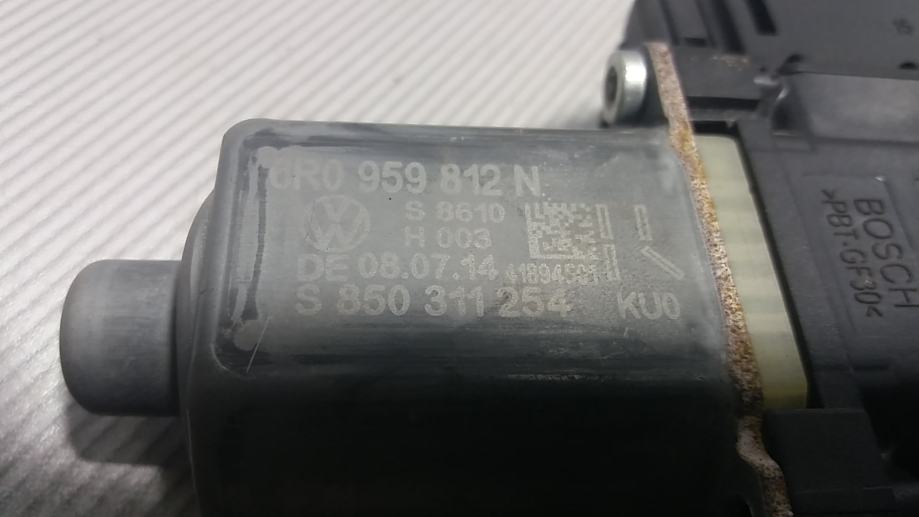 6R0 959 812 N
S 8610
H 003
DE 08.07.14
S 850 311 254 KU0
BOSCH
>PBT-GF30<